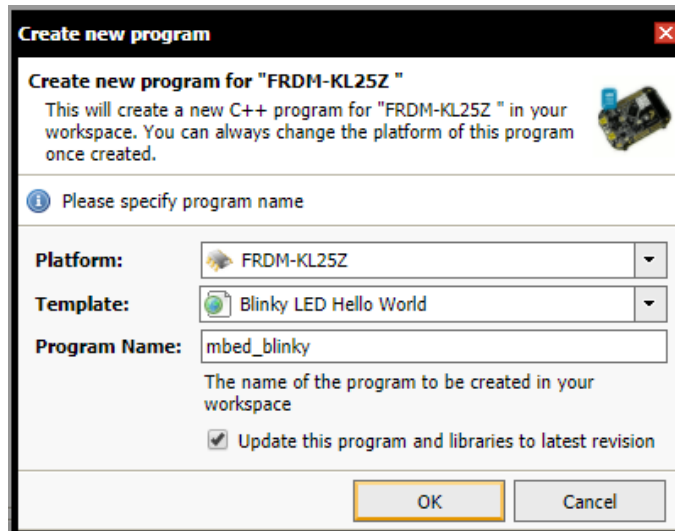 Create new program
Create new program for "FRDM-KL25Z "
This will create a new C++ program for "FRDM-KL25Z " in your
workspace. You can always change the platform of this program
once created.
Please specify program name
Platform: FRDM-KL25Z
Template: Blinky LED Hello World
Program Name: mbed_blinky
The name of the program to be created in your
workspace
Update this program and libraries to latest revision
OK Cancel